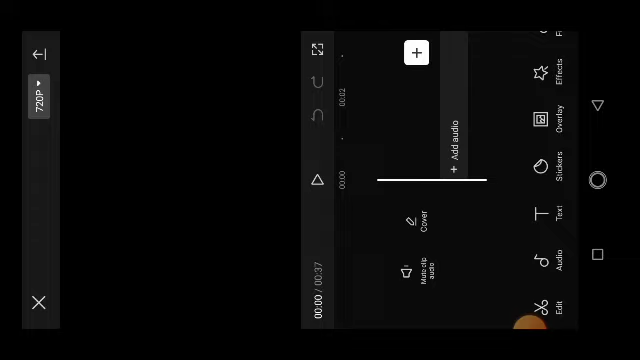 720P
00:00 / 00:37
00:00
00:02
Mute clip
audio
Cover
+ Add audio
Edit
Audio
Text
Stickers
Overlay
Effects